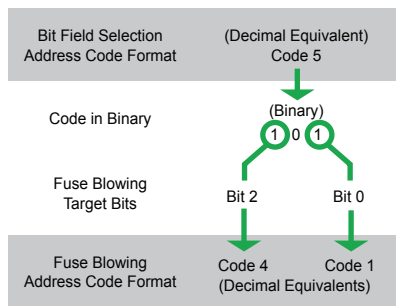 Bit Field Selection
Address Code Format
(Decimal Equivalent)
Code 5
Code in Binary
(Binary)
1 0 1
Fuse Blowing
Target Bits
Bit 2
Bit 0
Fuse Blowing
Address Code Format
Code 4
Code 1
(Decimal Equivalents)